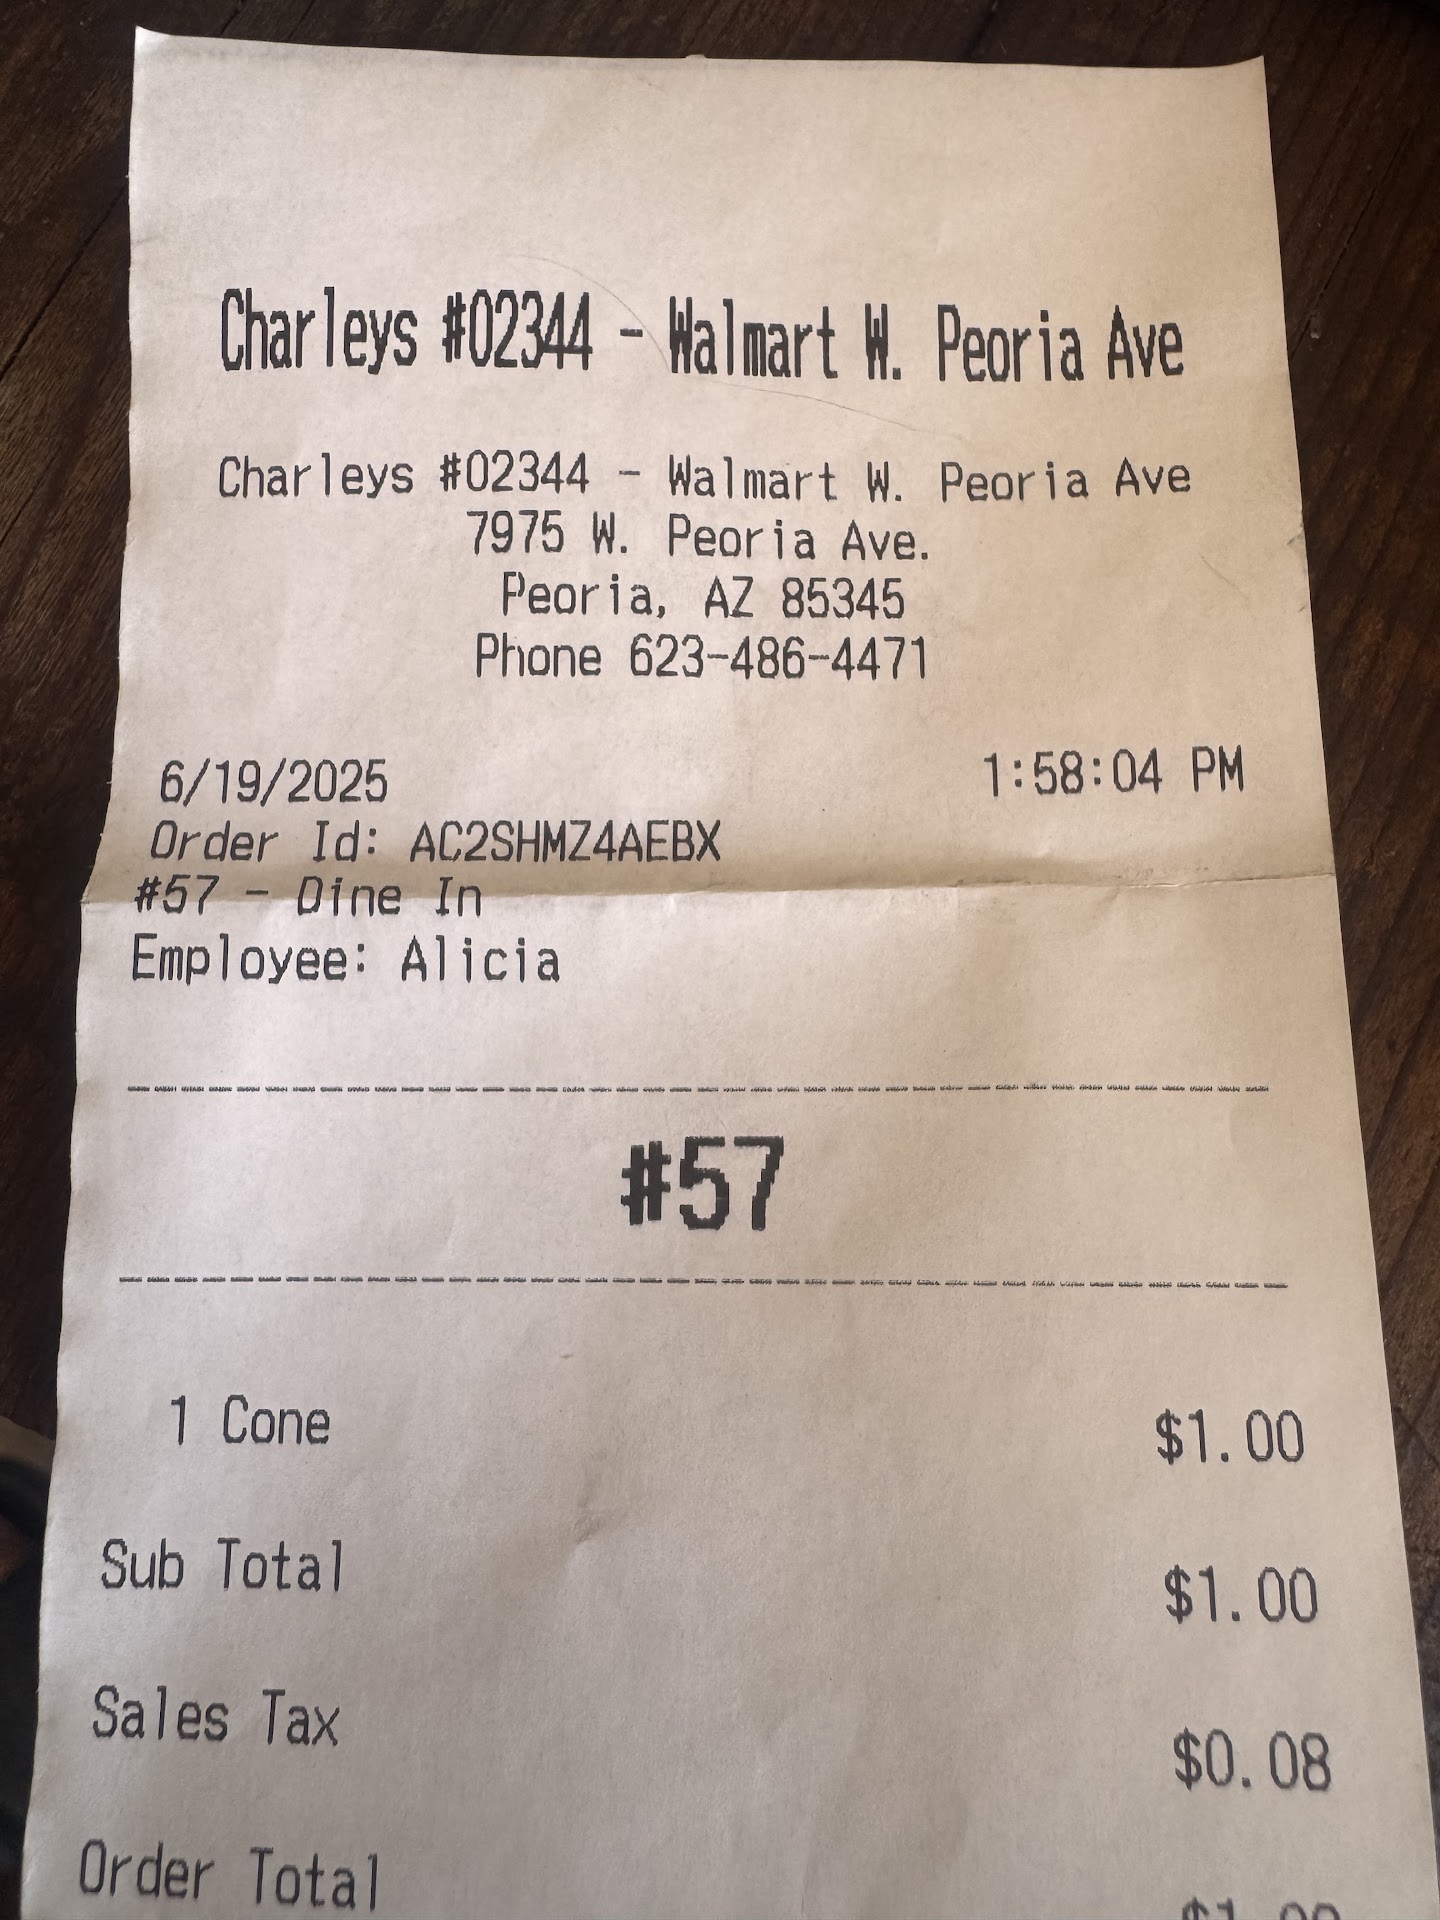 Charleys #02344 - Walmart W. Peoria Ave
Charleys #02344 - Walmart W. Peoria Ave
7975 W. Peoria Ave.
Peoria, AZ 85345
Phone 623-486-4471
6/19/2025 1:58:04 PM
Order Id: AC2SHMZ4AEBX
#57 - Dine In
Employee: Alicia
#57
1 Cone $1.00
Sub Total $1.00
Sales Tax $0.08
Order Total